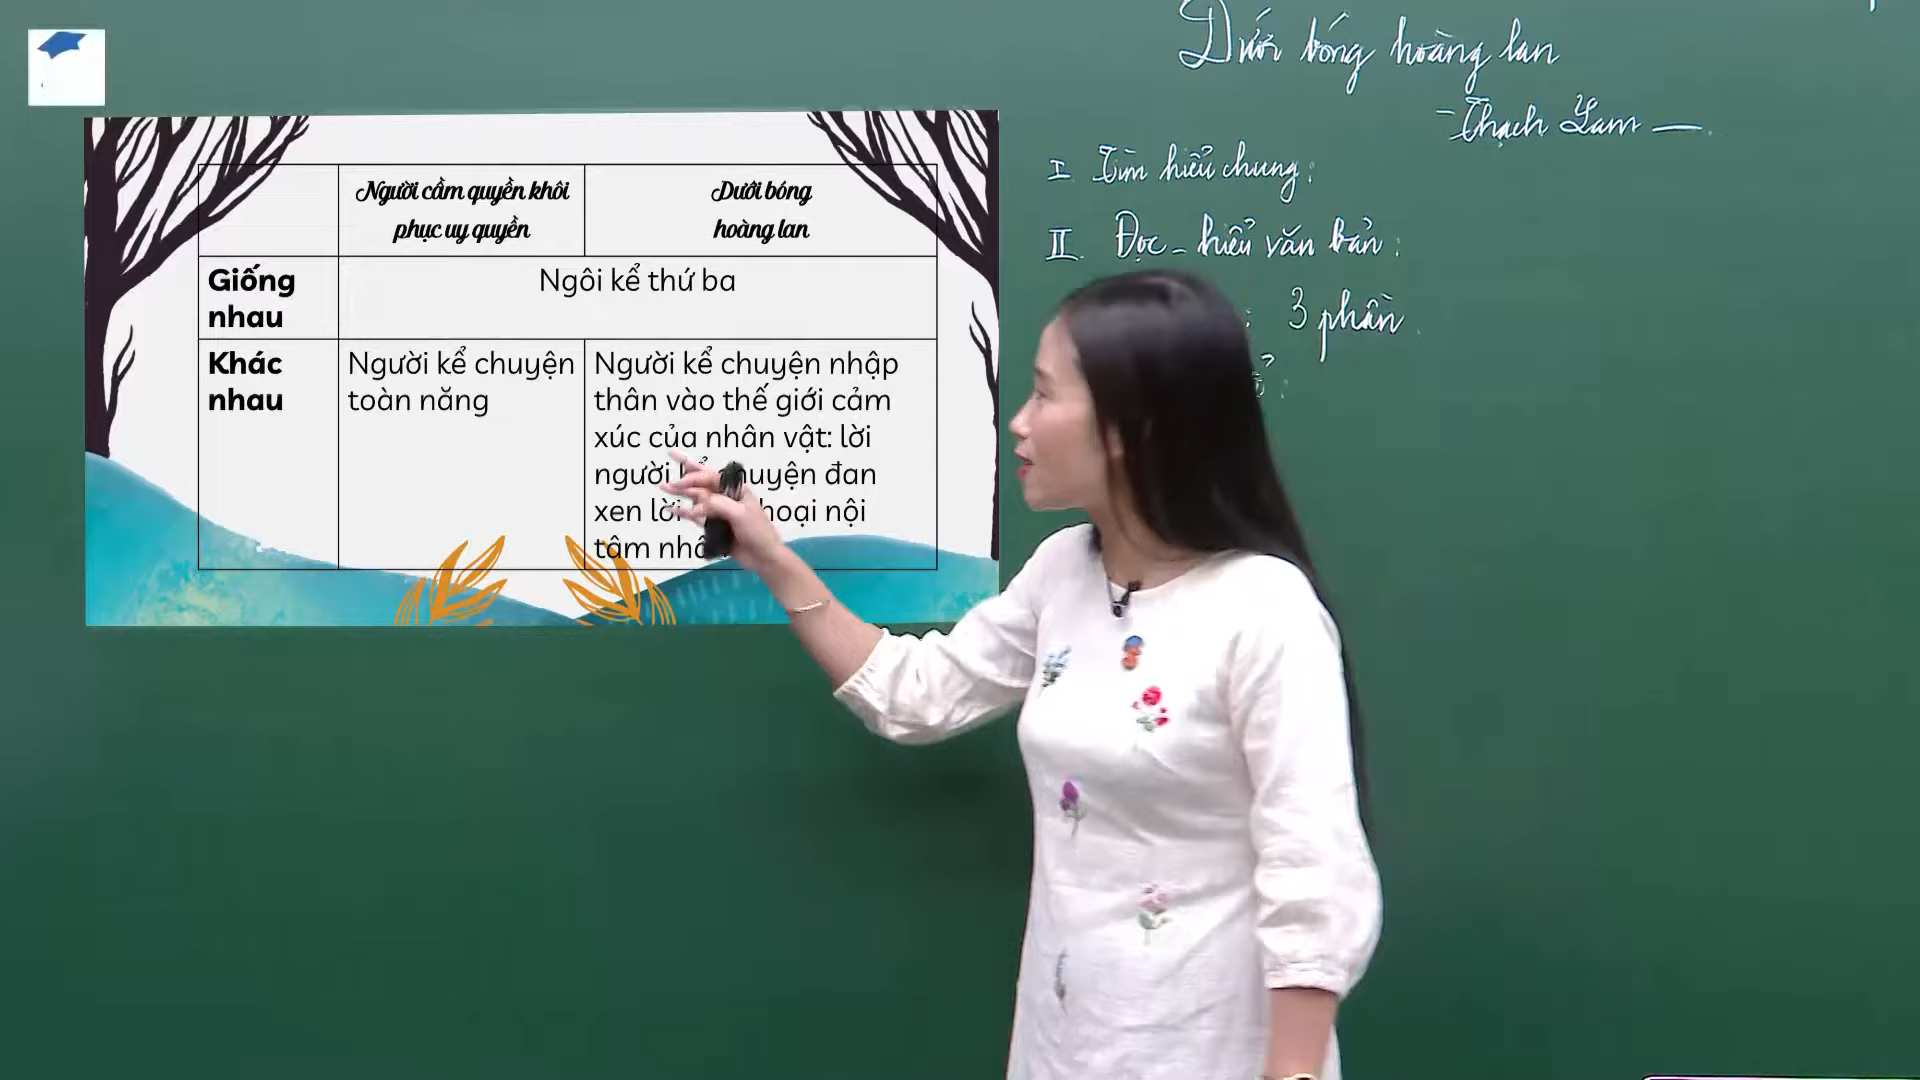 Người cầm quyền khôi
phục uy quyền
Dưới bóng
hoàng lan
Giống
nhau
Ngôi kể thứ ba
Khác
nhau
Người kể chuyện
toàn năng
Người kể chuyện nhập
thân vào thế giới cảm
xúc của nhân vật: lời
người chuyện đan
xen nội
tâm
Dưới bóng hoàng lan
- Thạch Lam —.
I. Tìm hiểu chung:
II. Đọc - hiểu văn bản:
: 3 phần.